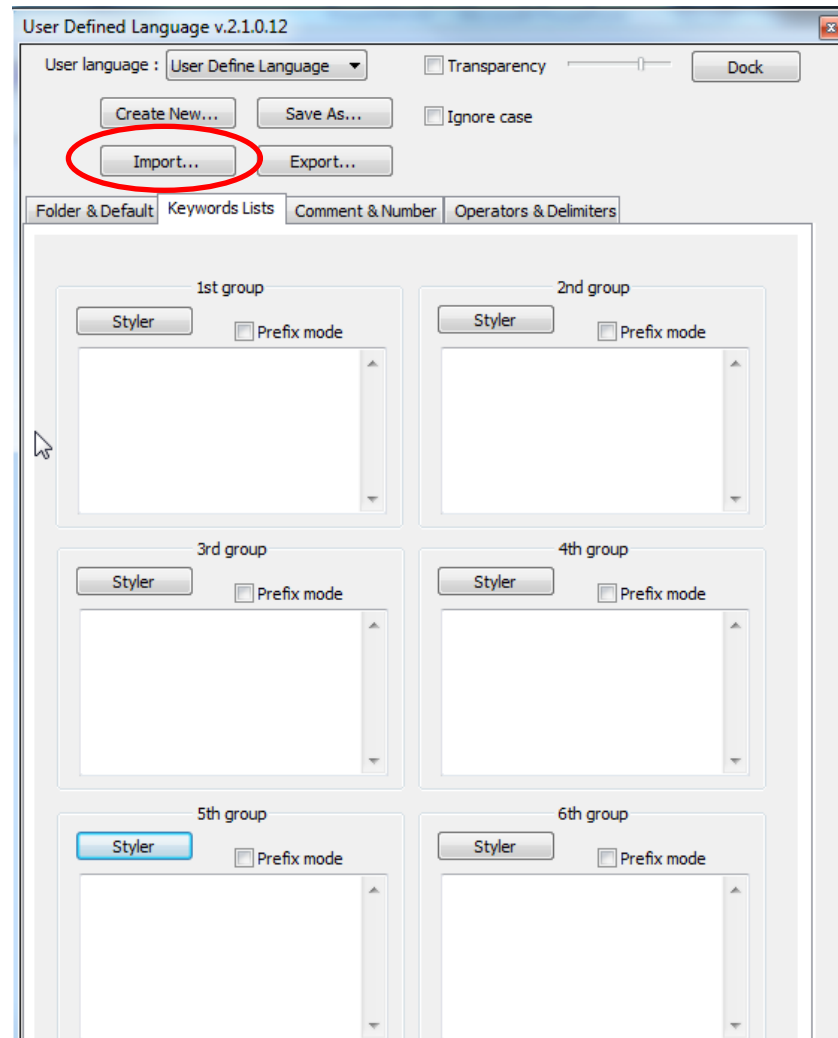 User Defined Language v.2.1.0.12
User language : User Define Language Transparency Dock
Create New... Save As... Ignore case
Import... Export...
Folder & Default Keywords Lists Comment & Number Operators & Delimiters
1st group 2nd group
Styler Prefix mode Styler Prefix mode
3rd group 4th group
Styler Prefix mode Styler Prefix mode
5th group 6th group
Styler Prefix mode Styler Prefix mode